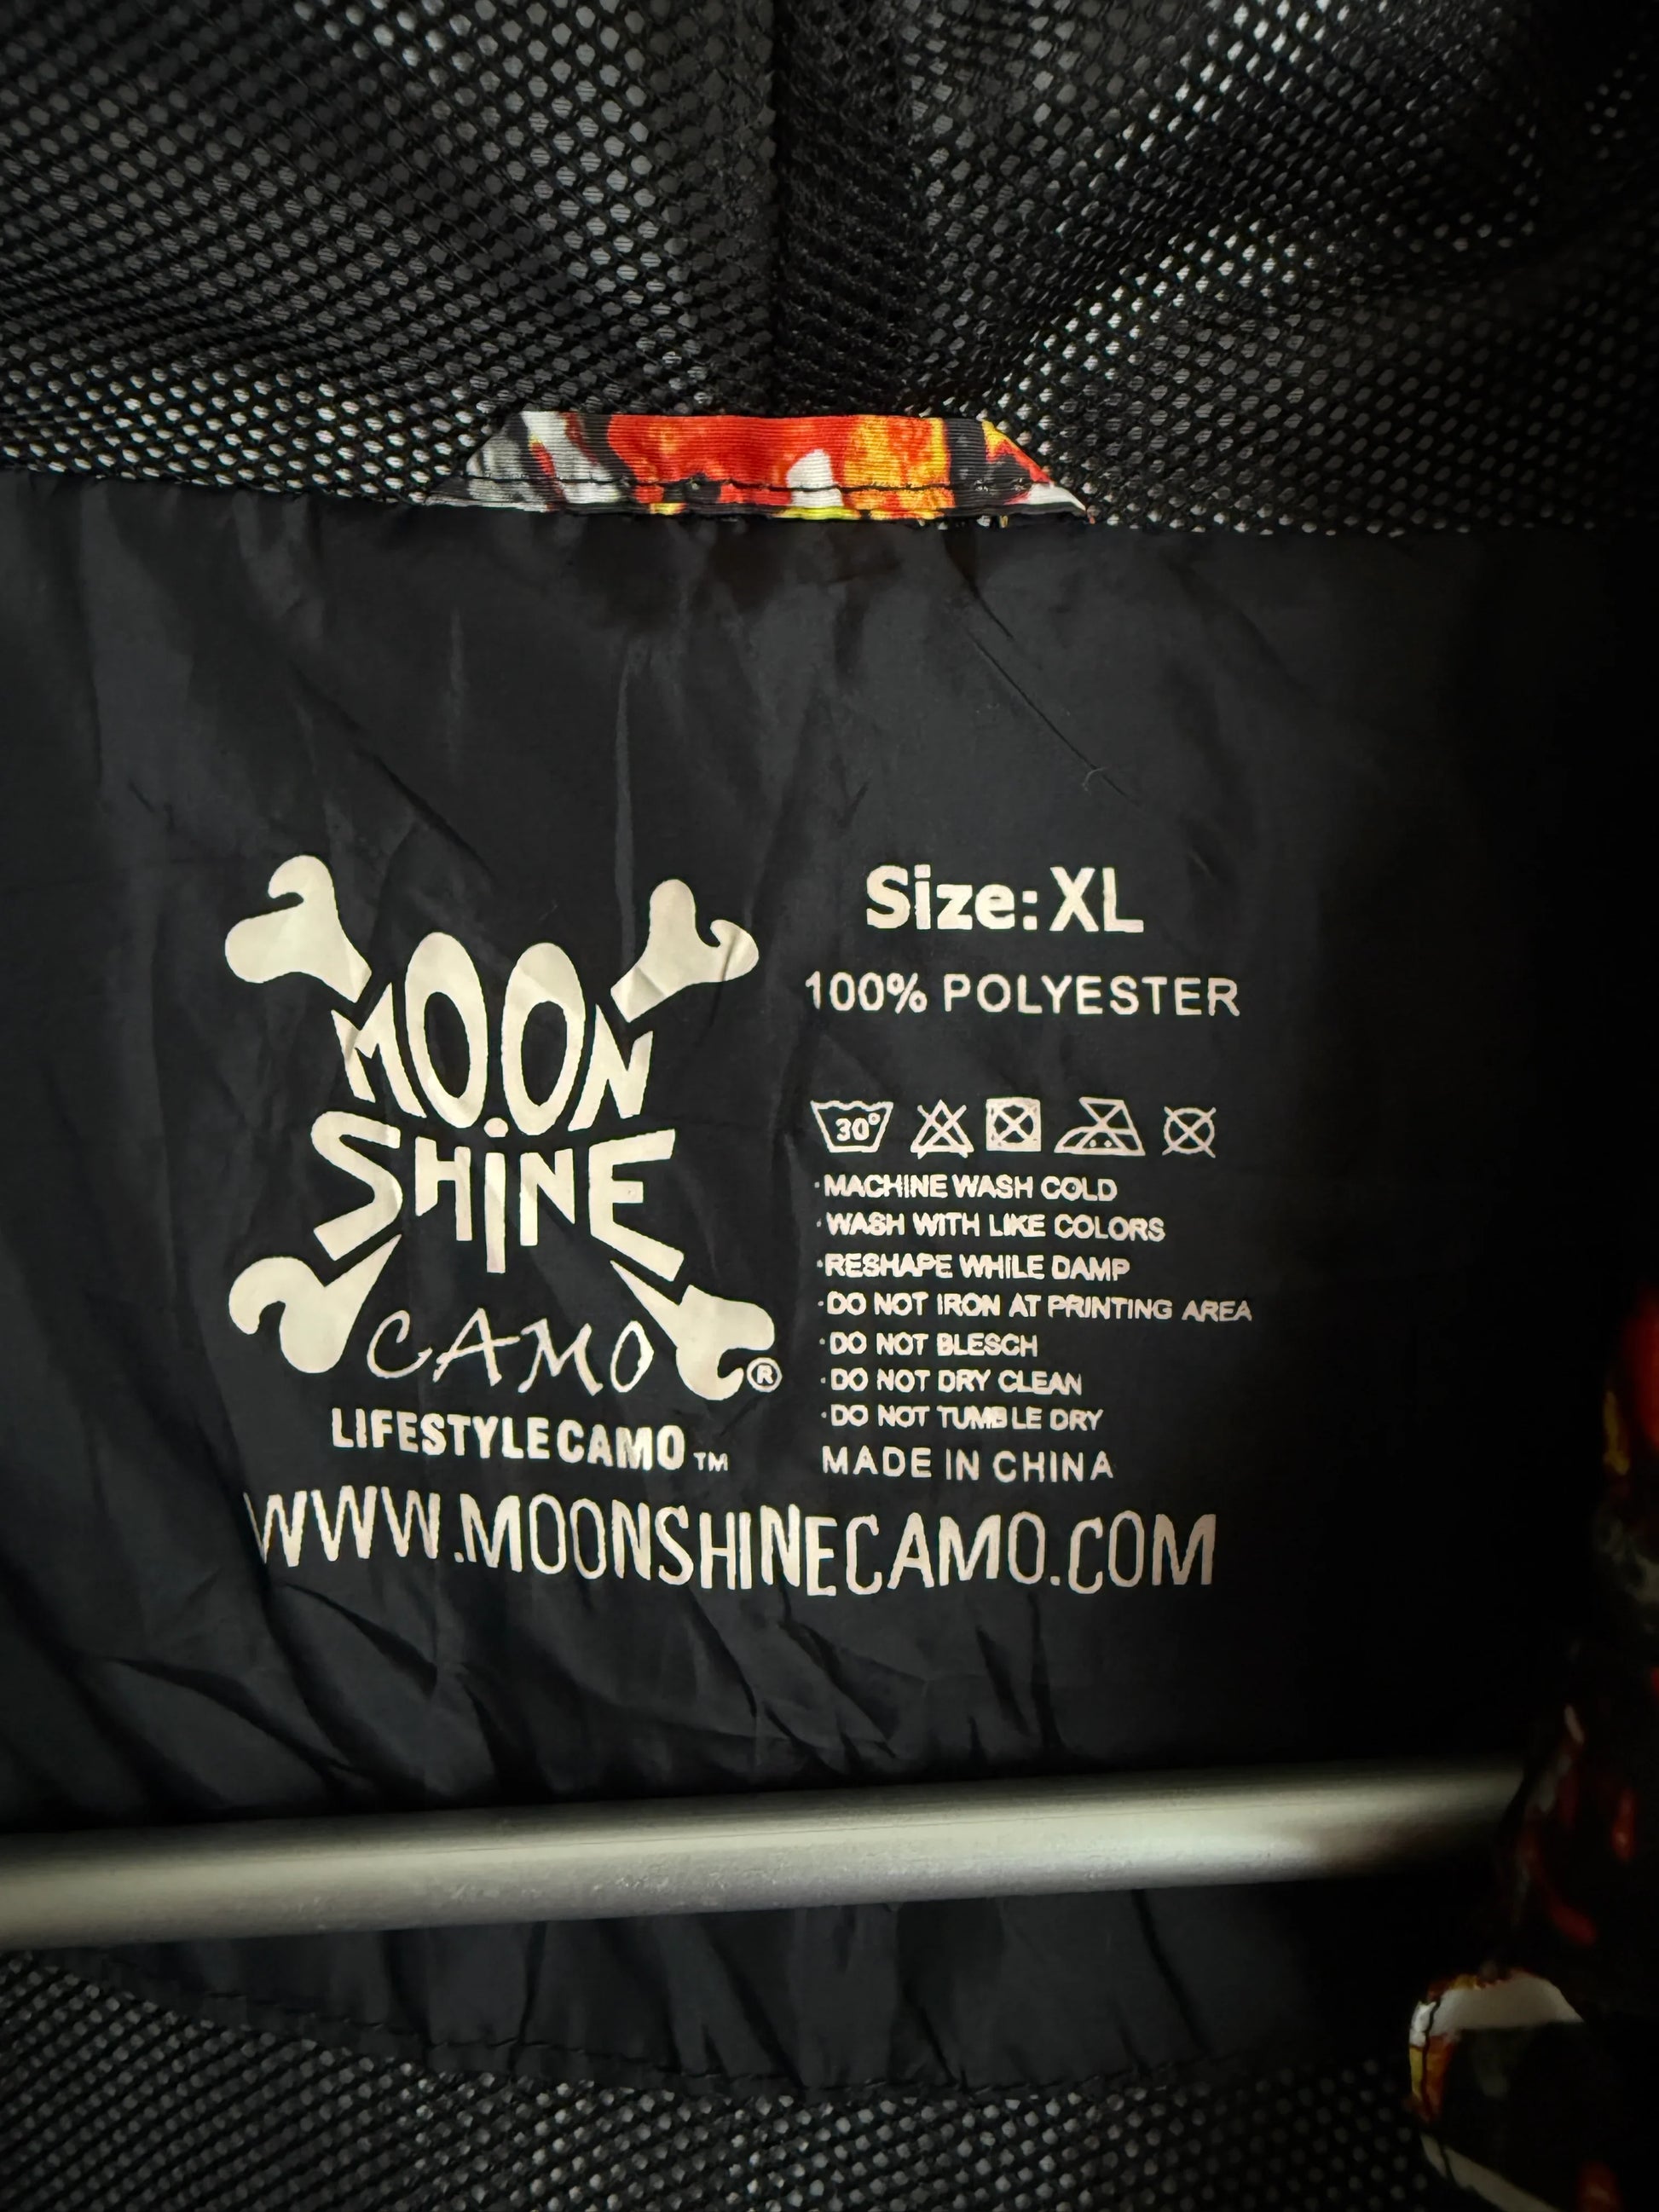 MOON
SHiNE
CAMO®
LIFESTYLECAMO™
Size: XL
100% POLYESTER
30°
·MACHINE WASH COLD
·WASH WITH LIKE COLORS
·RESHAPE WHILE DAMP
·DO NOT IRON AT PRINTING AREA
·DO NOT BLESCH
·DO NOT DRY CLEAN
·DO NOT TUMBLE DRY
MADE IN CHINA
WWW.MOONSHINECAMO.COM